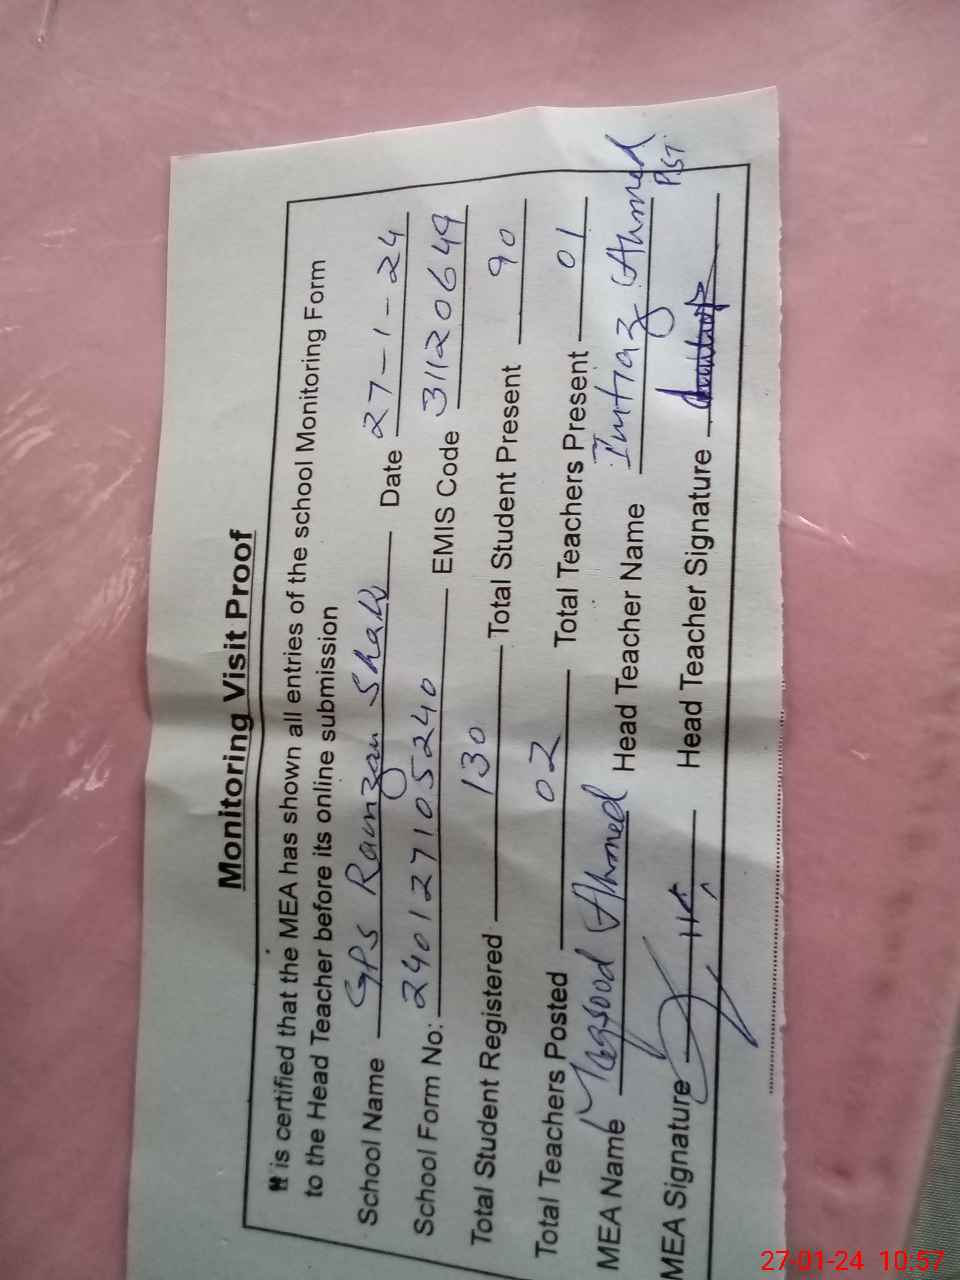 Monitoring Visit Proof
It is certified that the MEA has shown all entries of the school Monitoring Form
to the Head Teacher before its online submission
School Name GPS Ramzan Shah Date 27-1-24
School Form No: 240127105240 EMIS Code 31120649
Total Student Registered 130 Total Student Present 90
Total Teachers Posted 02 Total Teachers Present 01
MEA Name Maqsood Ahmed Head Teacher Name Imtiaz Ahmed
PST
MEA Signature Head Teacher Signature
27-01-24 10:57